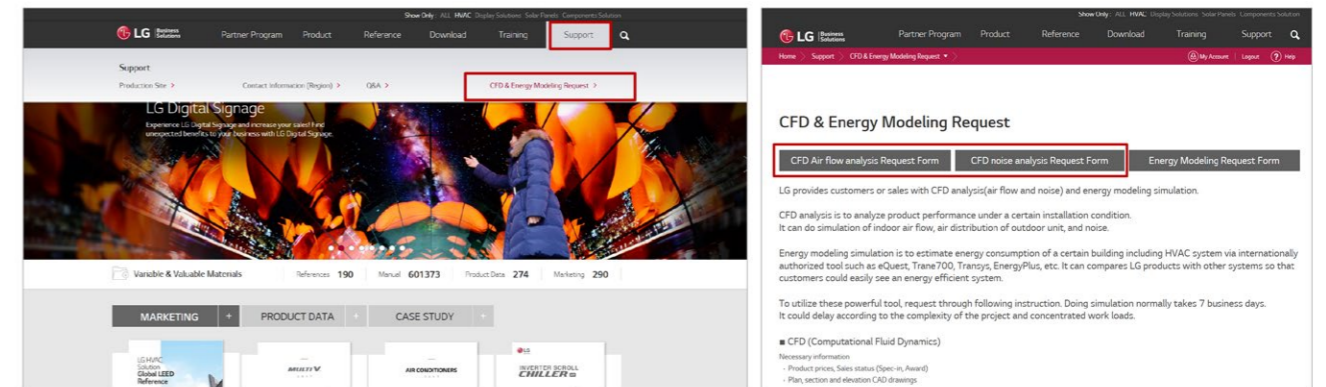 Show Only : ALL HVAC Display Solutions Solar Panels Components Solution
LG Business Solutions
Partner Program Product Reference Download Training Support
Support
Production Site > Contact Information (Region) > Q&A > CFD & Energy Modeling Request >
LG Digital Signage
Experience LG Digital Signage and increase your sales! Find
unexpected benefits to your business with LG Digital Signage.
Variable & Valuable Materials References 190 Manual 601373 Product Data 274 Marketing 290
MARKETING + PRODUCT DATA + CASE STUDY +
LG HVAC
Solution
Global LEED
Reference
MULTI V
AIR CONDITIONERS
LG
INVERTER SCROLL
CHILLER
Show Only : ALL HVAC Display Solutions Solar Panels Components Solution
LG Business Solutions
Partner Program Product Reference Download Training Support
Home > Support > CFD & Energy Modeling Request
My Account | Logout ? Help
CFD & Energy Modeling Request
CFD Air flow analysis Request Form CFD noise analysis Request Form Energy Modeling Request Form
LG provides customers or sales with CFD analysis(air flow and noise) and energy modeling simulation.
CFD analysis is to analyze product performance under a certain installation condition.
It can do simulation of indoor air flow, air distribution of outdoor unit, and noise.
Energy modeling simulation is to estimate energy consumption of a certain building including HVAC system via internationally
authorized tool such as eQuest, Trane700, Transys, EnergyPlus, etc. It can compares LG products with other systems so that
customers could easily see an energy efficient system.
To utilize these powerful tool, request through following instruction. Doing simulation normally takes 7 business days.
It could delay according to the complexity of the project and concentrated work loads.
■ CFD (Computational Fluid Dynamics)
Necessary information
- Product prices, Sales status (Spec-in, Award)
- Plan, section and elevation CAD drawings